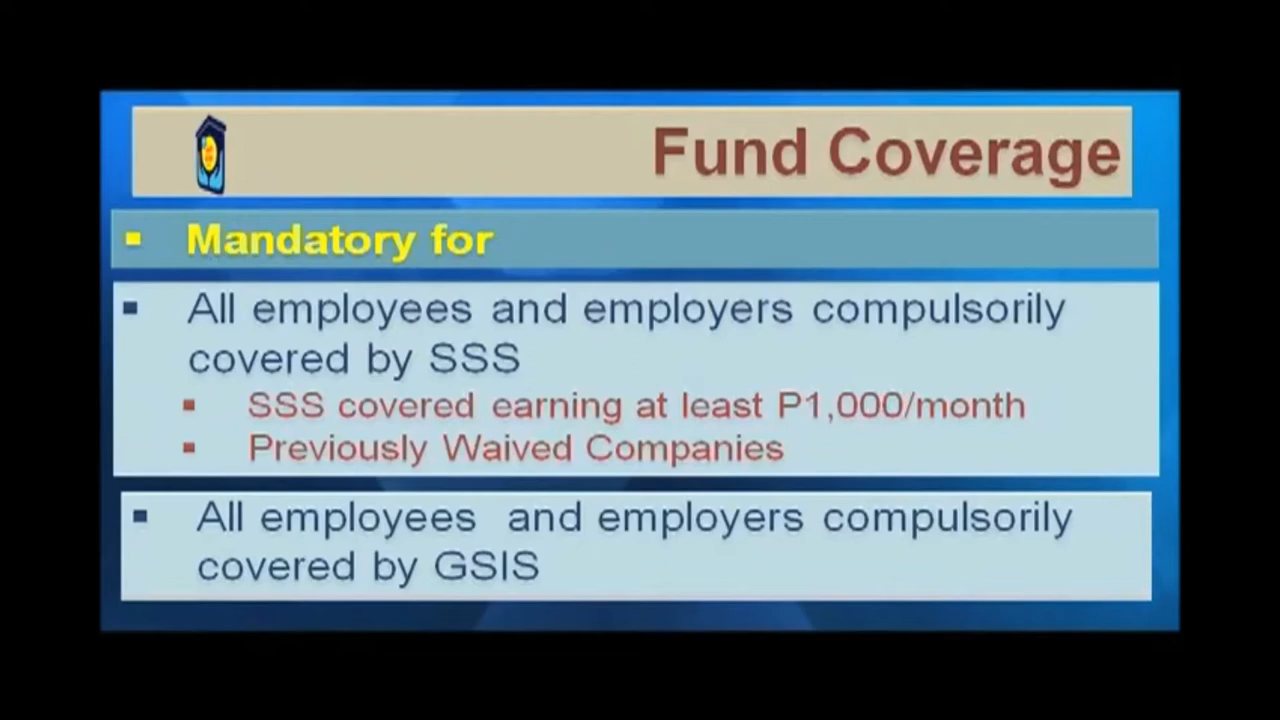 Fund Coverage
▪ Mandatory for
▪ All employees and employers compulsorily
covered by SSS
▪ SSS covered earning at least P1,000/month
▪ Previously Waived Companies
▪ All employees and employers compulsorily
covered by GSIS